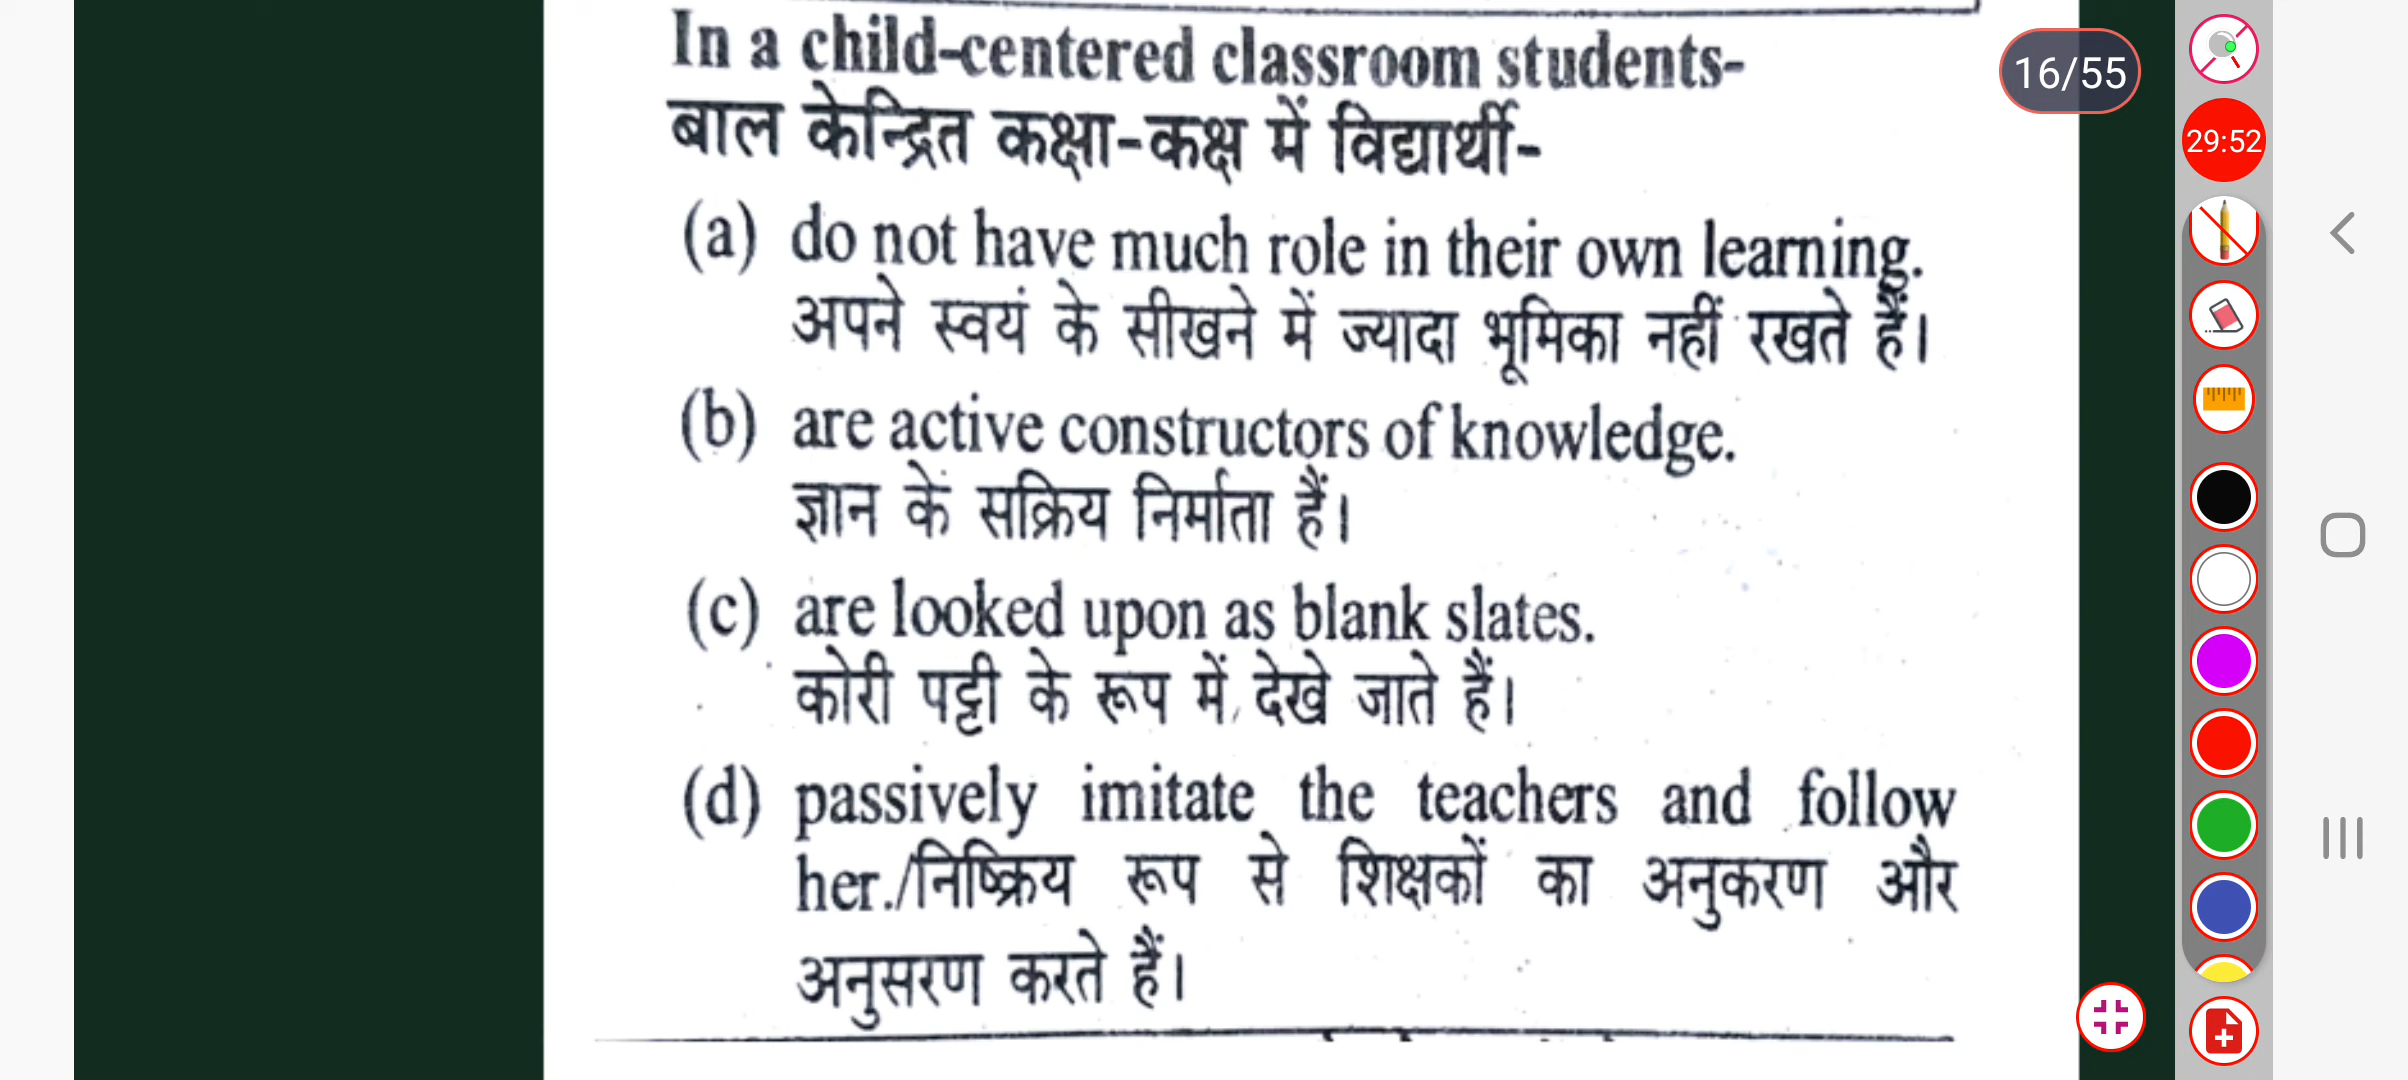 In a child-centered classroom students-
बाल केन्द्रित कक्षा-कक्ष में विद्यार्थी-
(a) do not have much role in their own learning.
अपने स्वयं के सीखने में ज्यादा भूमिका नहीं रखते हैं।
(b) are active constructors of knowledge.
ज्ञान के सक्रिय निर्माता हैं।
(c) are looked upon as blank slates.
कोरी पट्टी के रूप में देखे जाते हैं।
(d) passively imitate the teachers and follow
her./निष्क्रिय रूप से शिक्षकों का अनुकरण और
अनुसरण करते हैं।
16/55
29:52